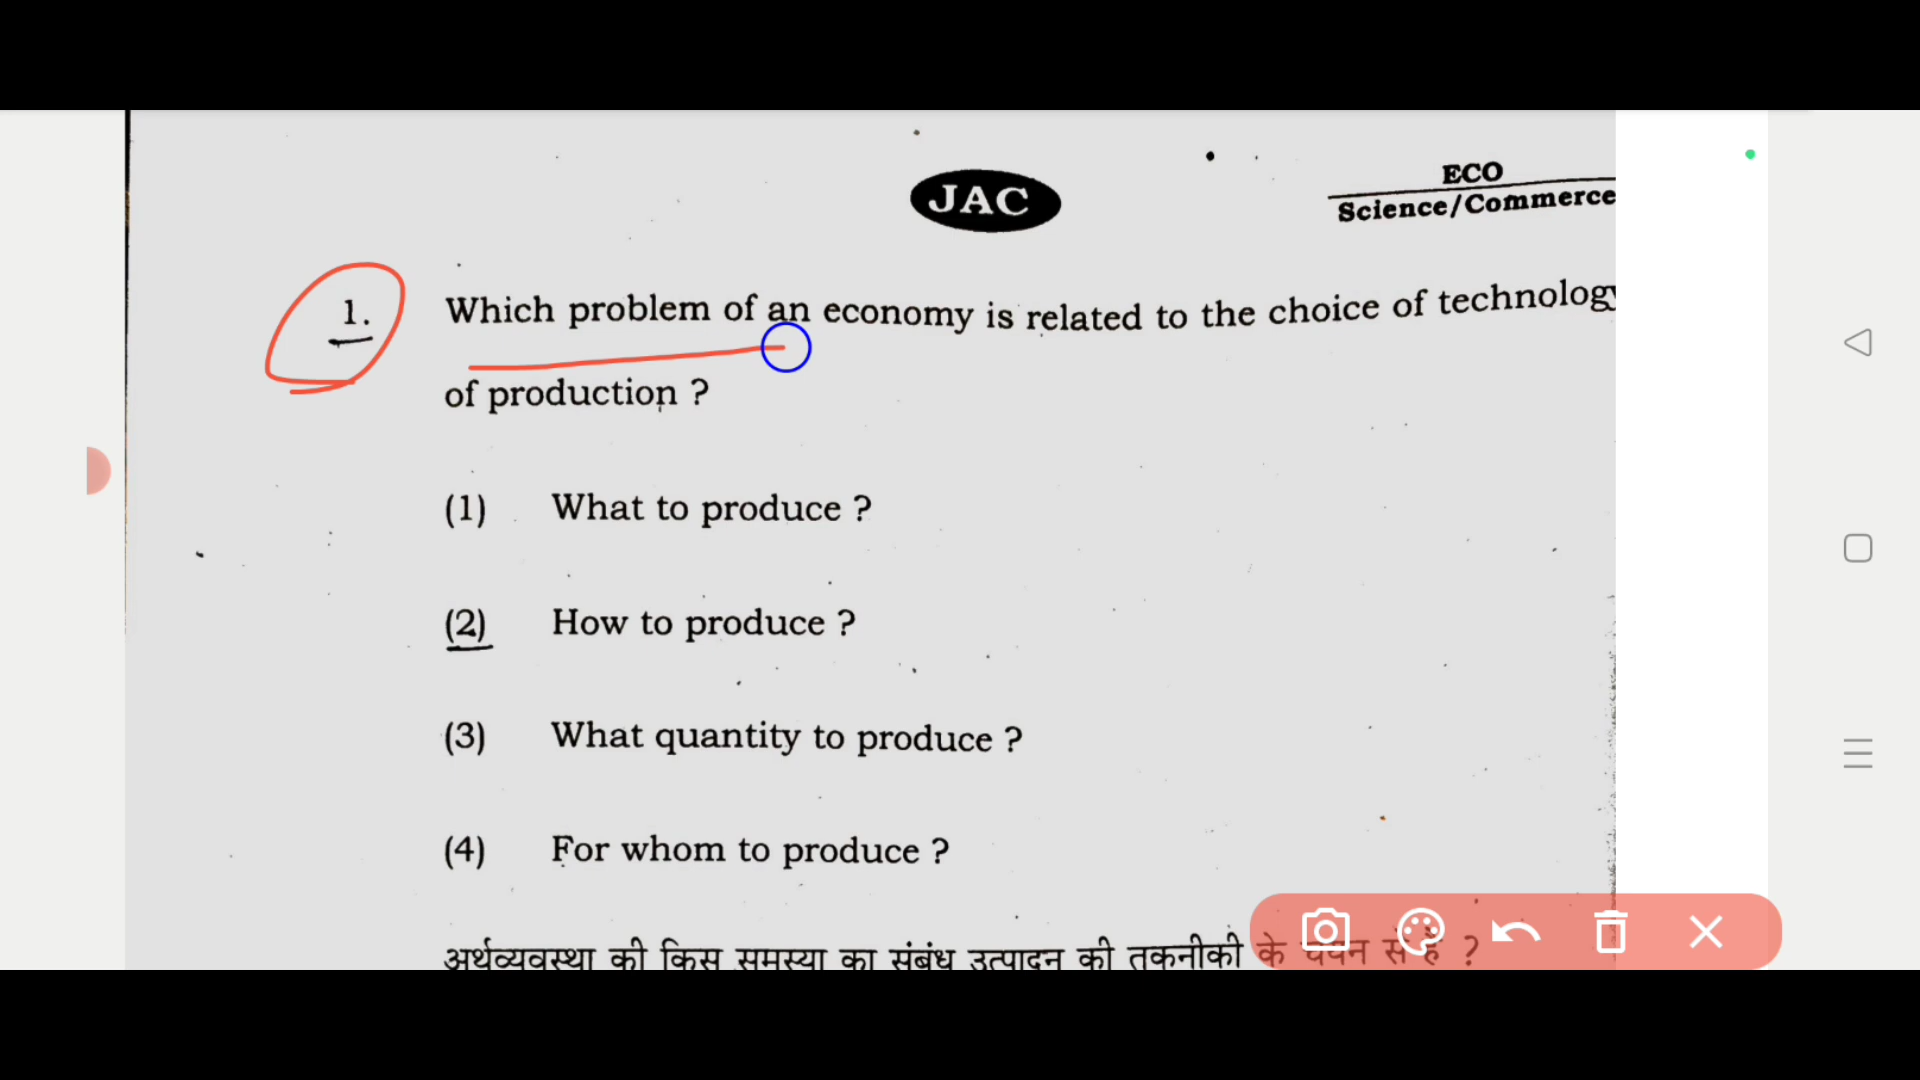 JAC
ECO
Science/Commerce
1. Which problem of an economy is related to the choice of technology
of production ?
(1) What to produce ?
(2) How to produce ?
(3) What quantity to produce ?
(4) For whom to produce ?
अर्थव्यवस्था की किस समस्या का संबंध उत्पादन की तकनीकी के चयन से है ?